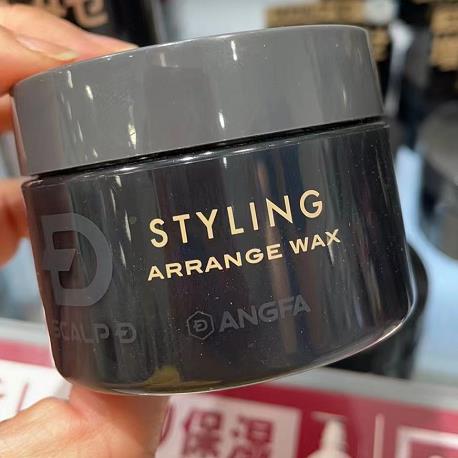 STYLING
ARRANGE WAX
SCALP Đ
ANGFA
保湿